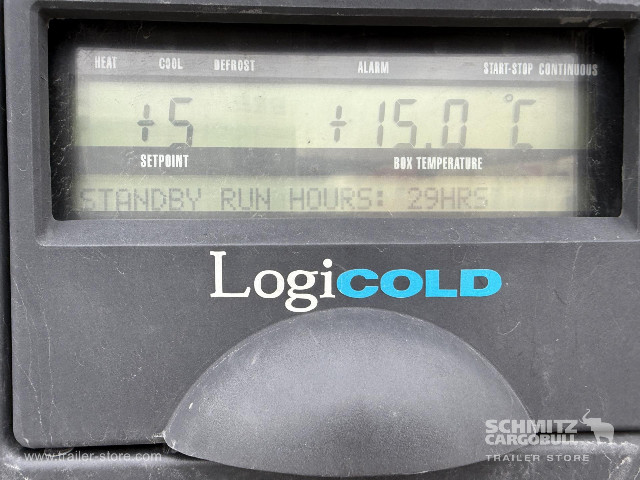 HEAT COOL DEFROST ALARM START-STOP CONTINUOUS
+5 +15.0 °C
SETPOINT BOX TEMPERATURE
STANDBY RUN HOURS: 29HRS
LogiCOLD
SCHMITZ
CARGOBULL
www.trailer-store.com TRAILER STORE